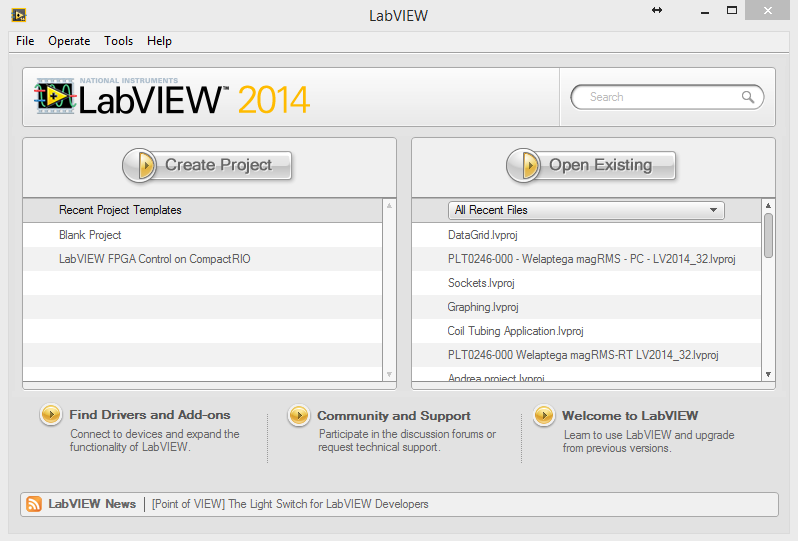 LabVIEW
File Operate Tools Help
NATIONAL INSTRUMENTS
LabVIEW™ 2014
Search
Create Project
Recent Project Templates
Blank Project
LabVIEW FPGA Control on CompactRIO
Open Existing
All Recent Files
DataGrid.lvproj
PLT0246-000 - Welaptega magRMS - PC - LV2014_32.lvproj
Sockets.lvproj
Graphing.lvproj
Coil Tubing Application.lvproj
PLT0246-000 Welaptega magRMS-RT LV2014_32.lvproj
Andrea project.lvproj
Find Drivers and Add-ons
Connect to devices and expand the
functionality of LabVIEW.
Community and Support
Participate in the discussion forums or
request technical support.
Welcome to LabVIEW
Learn to use LabVIEW and upgrade
from previous versions.
LabVIEW News | [Point of VIEW] The Light Switch for LabVIEW Developers